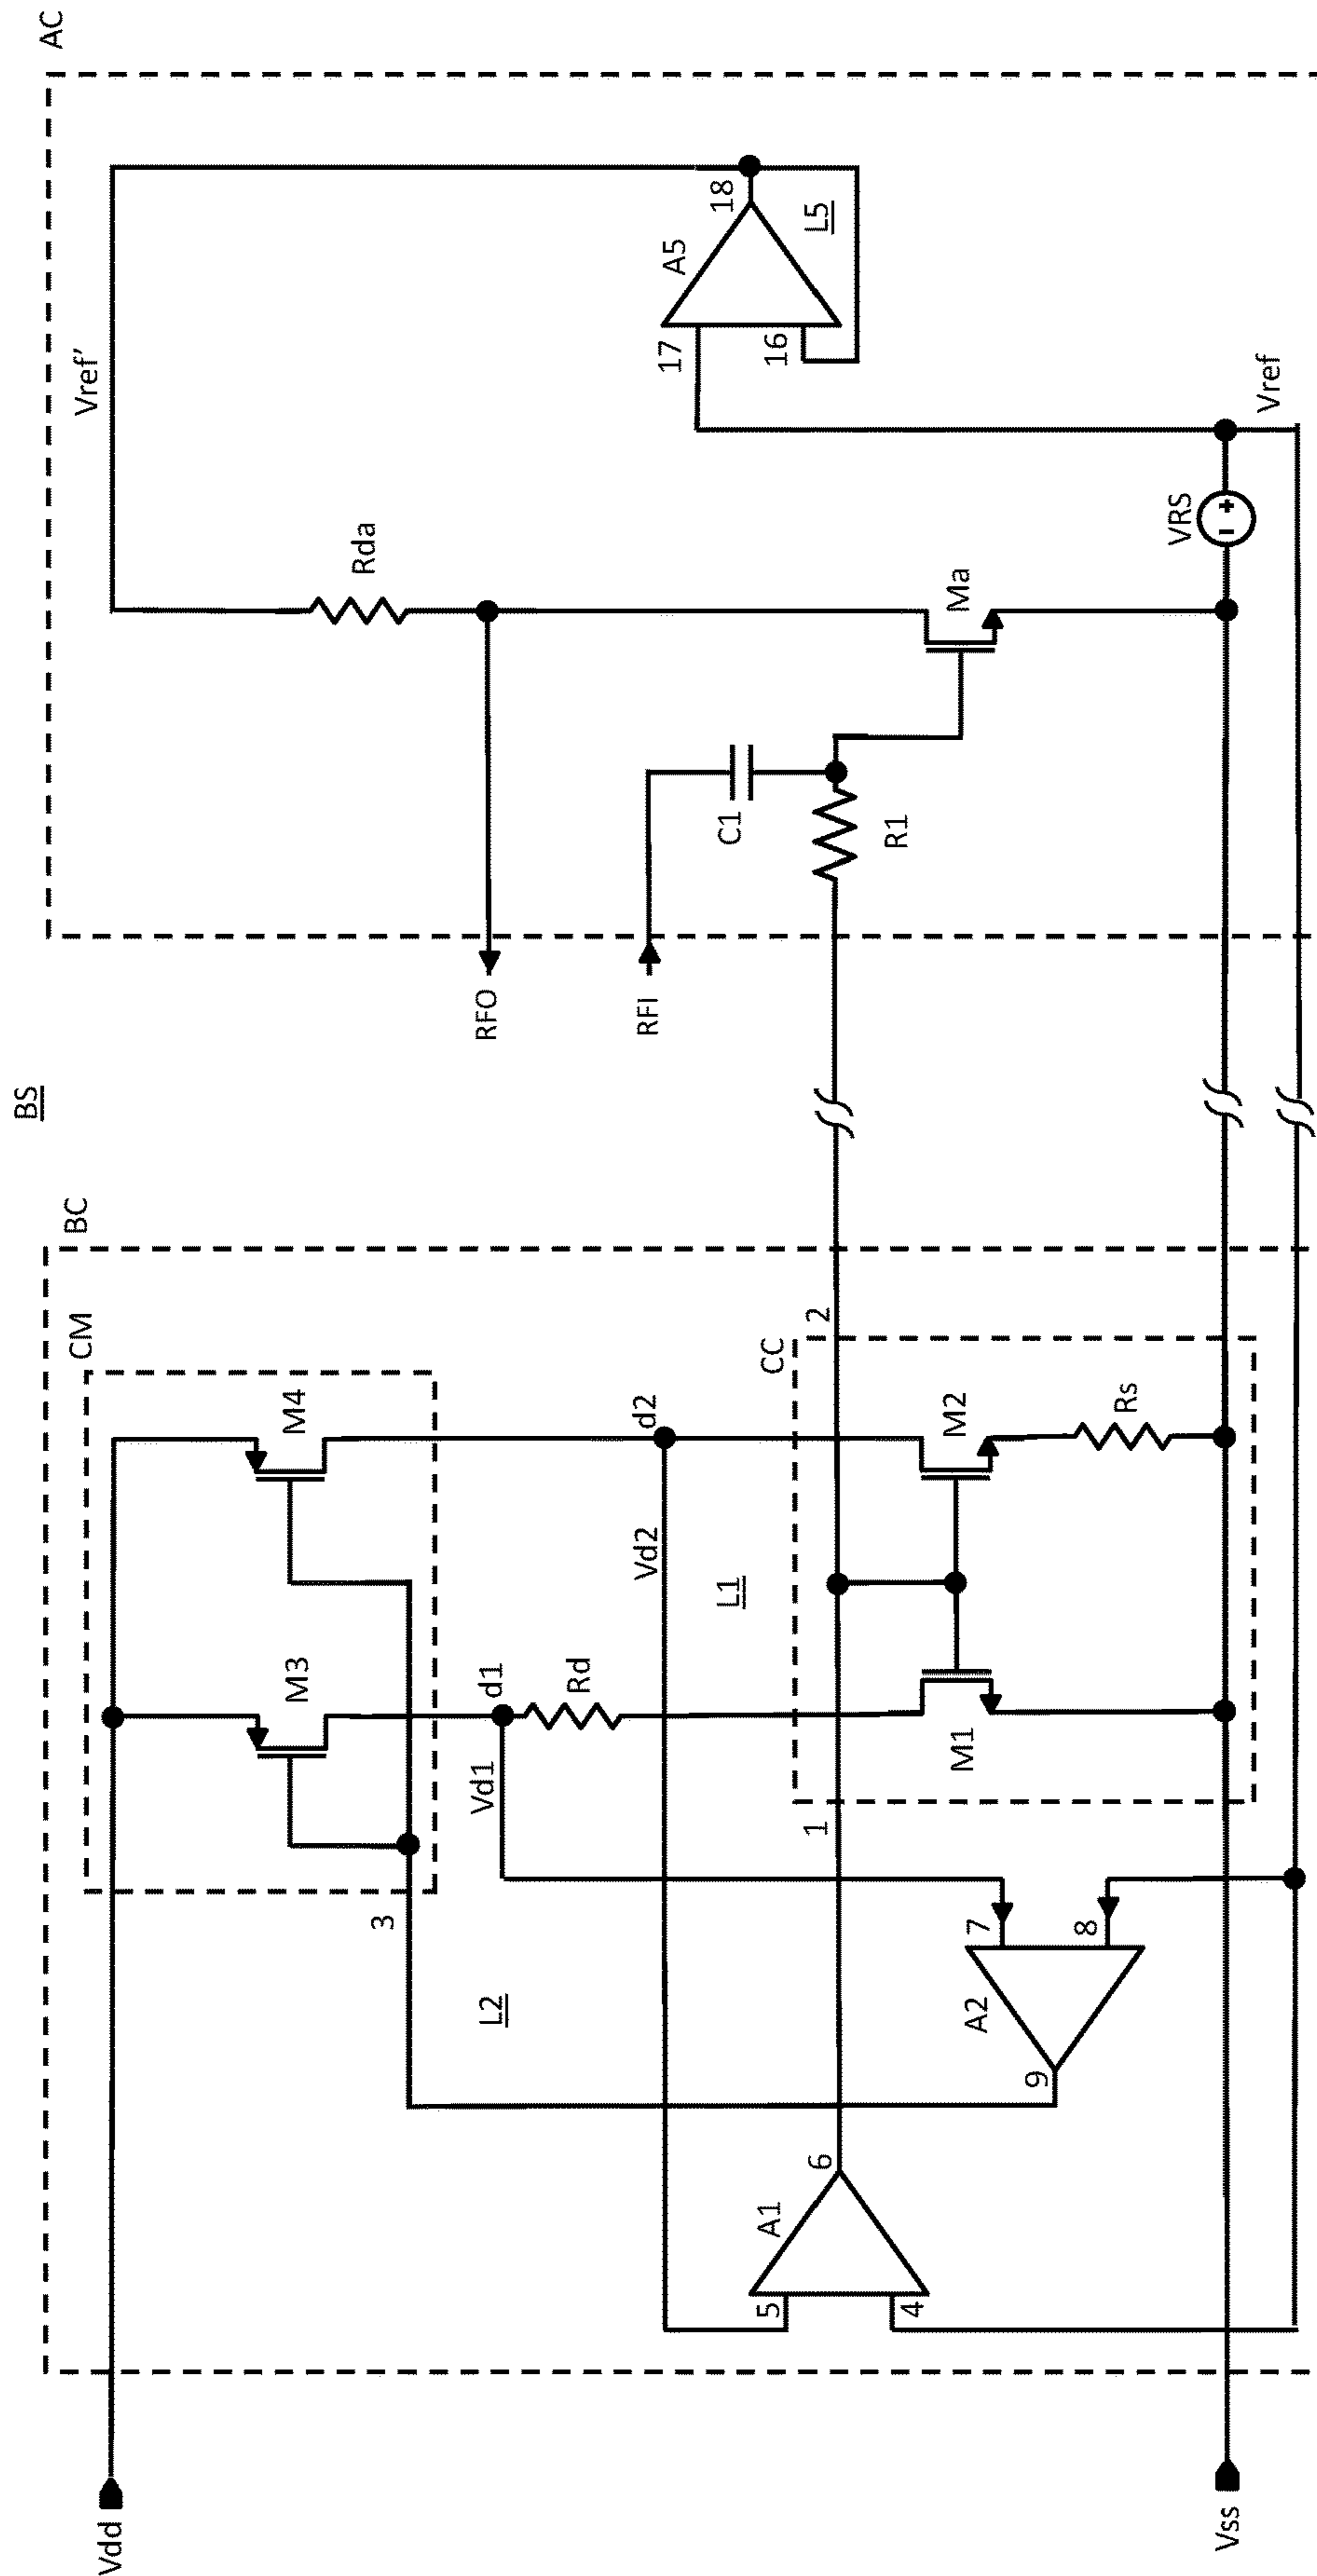 BS
AC
BC
CM
Vdd
M3
M4
3
Vd1
d1
Rd
Vd2
d2
L1
L2
CC
1
2
M1
M2
Rs
A1
5
4
6
A2
7
8
9
Vss
RFO
RFI
C1
R1
Rda
Ma
Vref'
A5
17
16
18
L5
VRS
- +
Vref